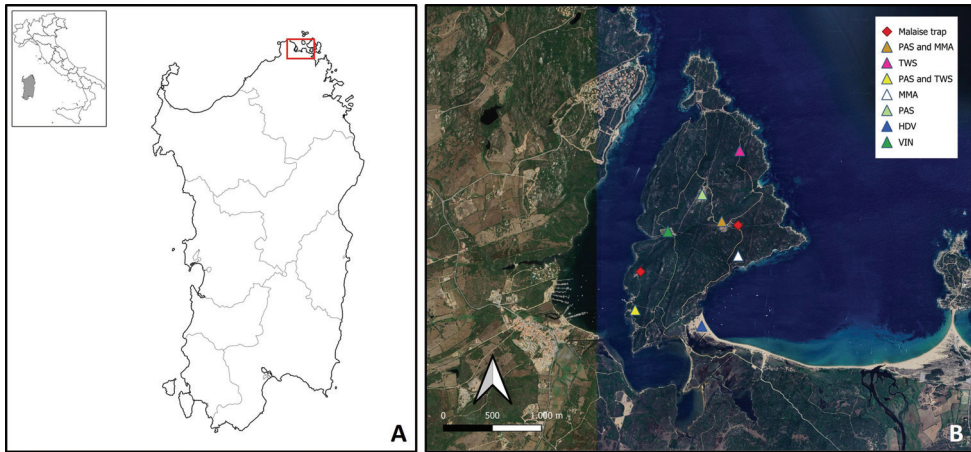 A
Malaise trap
PAS and MMA
TWS
PAS and TWS
MMA
PAS
HDV
VIN
0 500 1,000 m
B